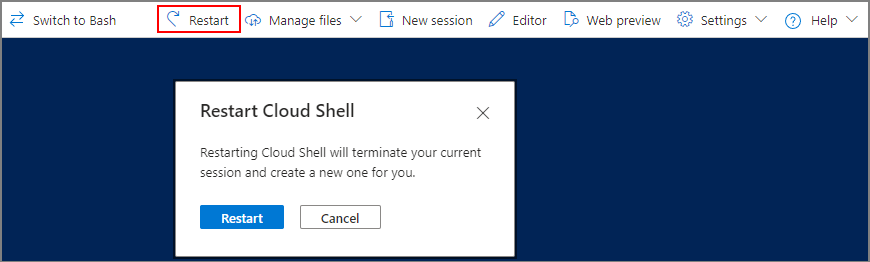 Switch to Bash Restart Manage files New session Editor Web preview Settings Help
Restart Cloud Shell
Restarting Cloud Shell will terminate your current
session and create a new one for you.
Restart Cancel